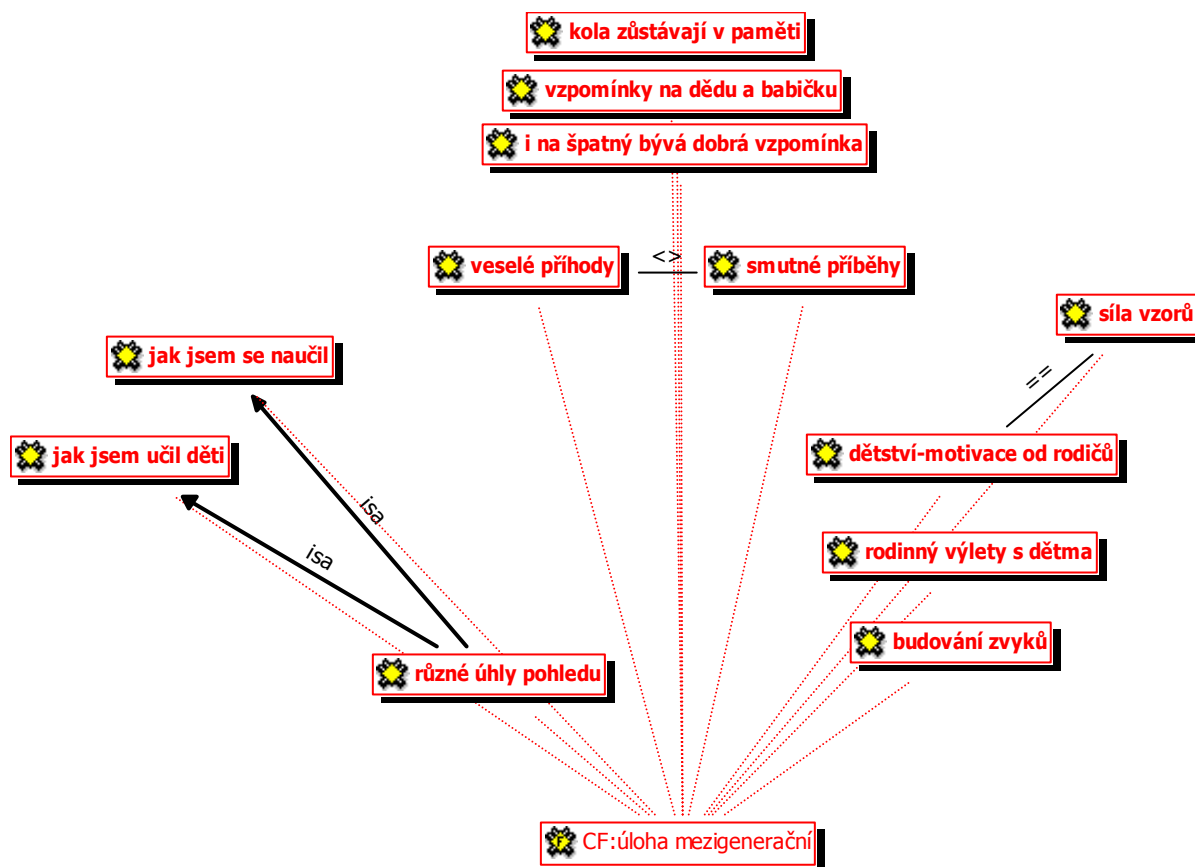 kola zůstávají v paměti
vzpomínky na dědu a babičku
i na špatný bývá dobrá vzpomínka
<>
veselé příhody
smutné příběhy
síla vzorů
jak jsem se naučil
==
jak jsem učil děti
dětství-motivace od rodičů
isa
isa
rodinný výlety s dětma
budování zvyků
různé úhly pohledu
CF:úloha mezigenerační